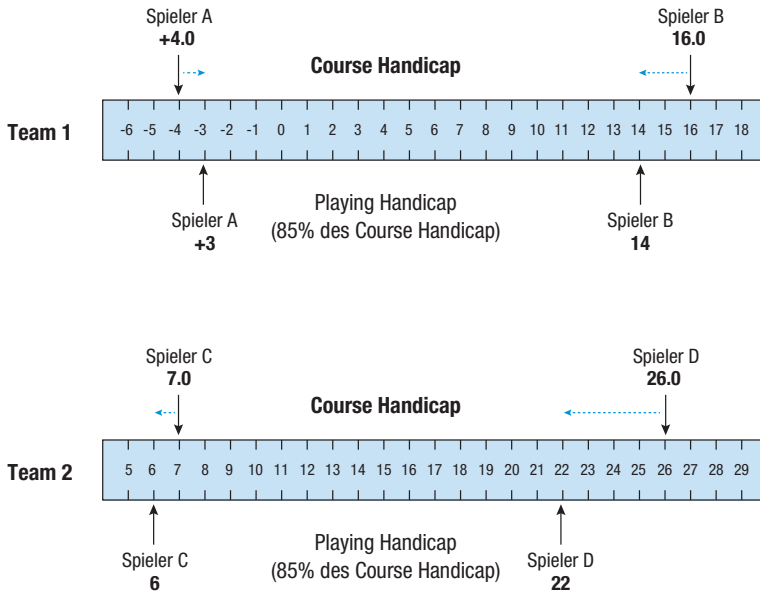 Spieler A
+4.0
Course Handicap
Spieler B
16.0
Team 1
-6 -5 -4 -3 -2 -1 0 1 2 3 4 5 6 7 8 9 10 11 12 13 14 15 16 17 18
Spieler A
+3
Playing Handicap
(85% des Course Handicap)
Spieler B
14
Spieler C
7.0
Course Handicap
Spieler D
26.0
Team 2
5 6 7 8 9 10 11 12 13 14 15 16 17 18 19 20 21 22 23 24 25 26 27 28 29
Spieler C
6
Playing Handicap
(85% des Course Handicap)
Spieler D
22